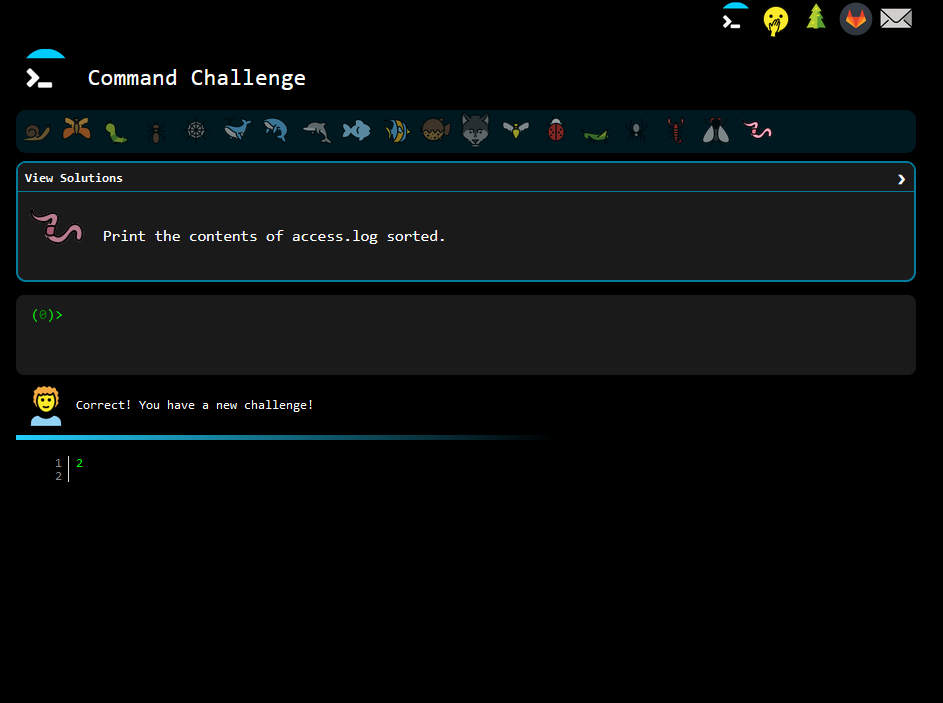 Command Challenge
View Solutions
Print the contents of access.log sorted.
(0)>
Correct! You have a new challenge!
1 2
2